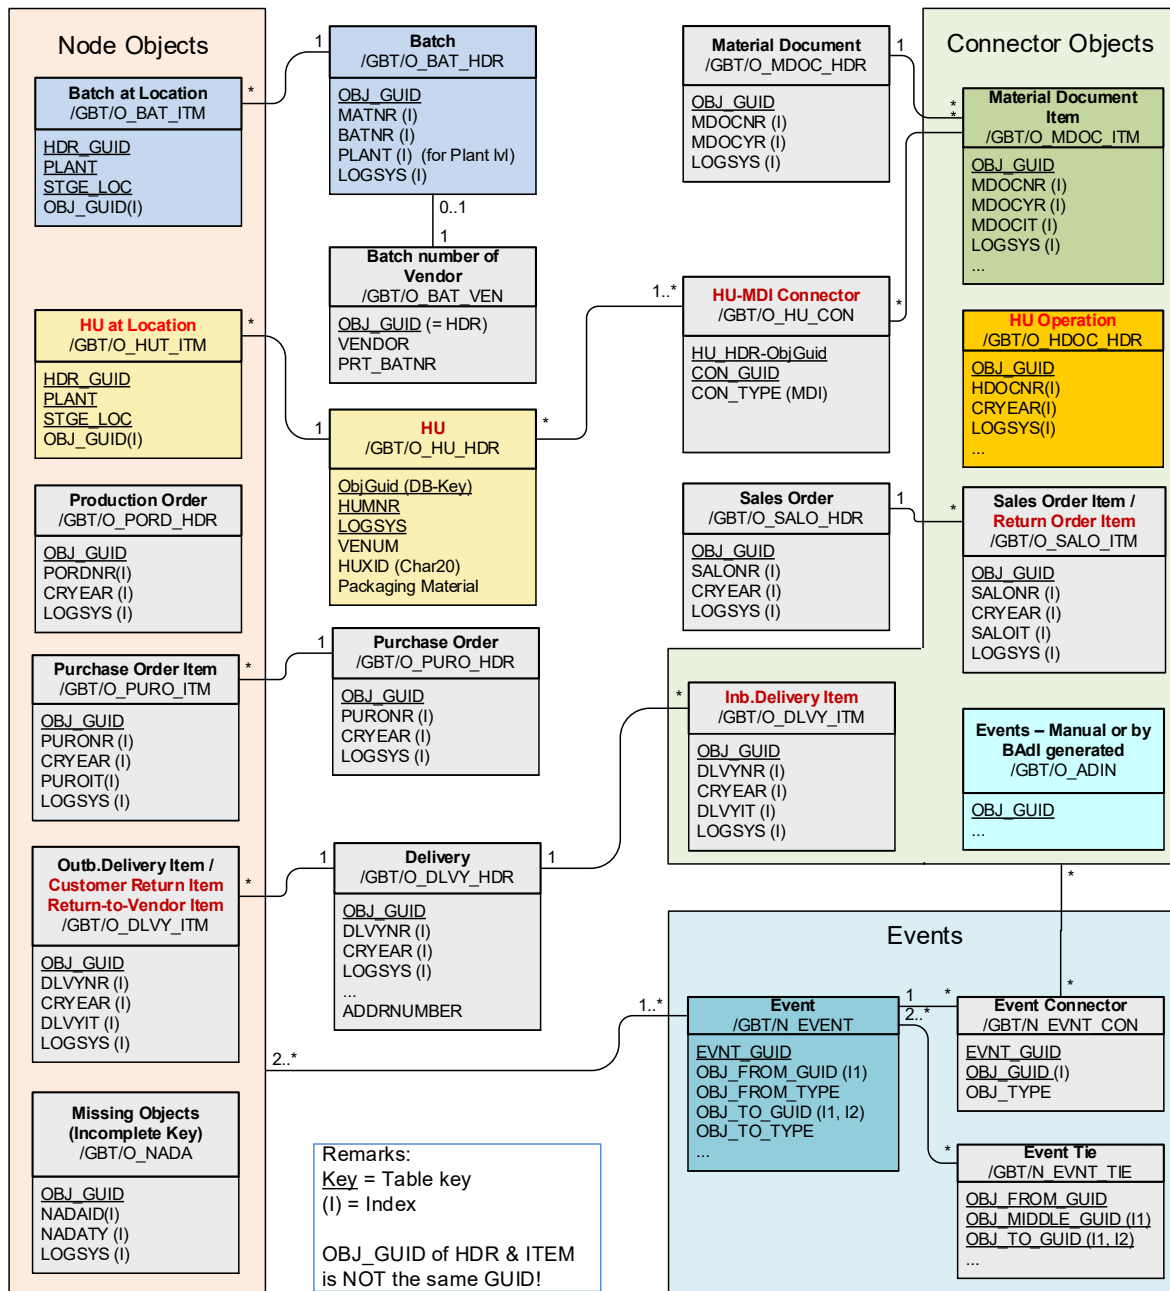 Node Objects
Batch at Location
/GBT/O_BAT_ITM
HDR_GUID
PLANT
STGE_LOC
OBJ_GUID(I)
*
1
Batch
/GBT/O_BAT_HDR
OBJ_GUID
MATNR (I)
BATNR (I)
PLANT (I)  (for Plant lvl)
LOGSYS (I)
0..1
1
Batch number of
Vendor
/GBT/O_BAT_VEN
OBJ_GUID (= HDR)
VENDOR
PRT_BATNR
HU at Location
/GBT/O_HUT_ITM
HDR_GUID
PLANT
STGE_LOC
OBJ_GUID(I)
*
1
HU
/GBT/O_HU_HDR
ObjGuid (DB-Key)
HUMNR
LOGSYS
VENUM
HUXID (Char20)
Packaging Material
*
1..*
Production Order
/GBT/O_PORD_HDR
OBJ_GUID
PORDNR(I)
CRYEAR (I)
LOGSYS (I)
Purchase Order Item
/GBT/O_PURO_ITM
OBJ_GUID
PURONR (I)
CRYEAR (I)
PUROIT(I)
LOGSYS (I)
*
1
Purchase Order
/GBT/O_PURO_HDR
OBJ_GUID
PURONR (I)
CRYEAR (I)
LOGSYS (I)
Outb.Delivery Item /
Customer Return Item
Return-to-Vendor Item
/GBT/O_DLVY_ITM
OBJ_GUID
DLVYNR (I)
CRYEAR (I)
DLVYIT (I)
LOGSYS (I)
*
1
Delivery
/GBT/O_DLVY_HDR
OBJ_GUID
DLVYNR (I)
CRYEAR (I)
LOGSYS (I)
...
ADDRNUMBER
1
*
2..*
1..*
Missing Objects
(Incomplete Key)
/GBT/O_NADA
OBJ_GUID
NADAID(I)
NADATY (I)
LOGSYS (I)
Remarks:
Key = Table key
(I) = Index
OBJ_GUID of HDR & ITEM
is NOT the same GUID!
Material Document
/GBT/O_MDOC_HDR
OBJ_GUID
MDOCNR (I)
MDOCYR (I)
LOGSYS (I)
1
*
*
HU-MDI Connector
/GBT/O_HU_CON
HU_HDR-ObjGuid
CON_GUID
CON_TYPE (MDI)
*
Sales Order
/GBT/O_SALO_HDR
OBJ_GUID
SALONR (I)
CRYEAR (I)
LOGSYS (I)
1
*
Connector Objects
Material Document
Item
/GBT/O_MDOC_ITM
OBJ_GUID
MDOCNR (I)
MDOCYR (I)
MDOCIT (I)
LOGSYS (I)
...
HU Operation
/GBT/O_HDOC_HDR
OBJ_GUID
HDOCNR(I)
CRYEAR(I)
LOGSYS(I)
...
Sales Order Item /
Return Order Item
/GBT/O_SALO_ITM
OBJ_GUID
SALONR (I)
CRYEAR (I)
SALOIT (I)
LOGSYS (I)
Inb.Delivery Item
/GBT/O_DLVY_ITM
OBJ_GUID
DLVYNR (I)
CRYEAR (I)
DLVYIT (I)
LOGSYS (I)
Events – Manual or by
BAdI generated
/GBT/O_ADIN
OBJ_GUID
...
*
*
Events
Event
/GBT/N_EVENT
EVNT_GUID
OBJ_FROM_GUID (I1)
OBJ_FROM_TYPE
OBJ_TO_GUID (I1, I2)
OBJ_TO_TYPE
...
1
*
2..*
*
Event Connector
/GBT/N_EVNT_CON
EVNT_GUID
OBJ_GUID (I)
OBJ_TYPE
Event Tie
/GBT/N_EVNT_TIE
OBJ_FROM_GUID
OBJ_MIDDLE_GUID (I1)
OBJ_TO_GUID (I1, I2)
...